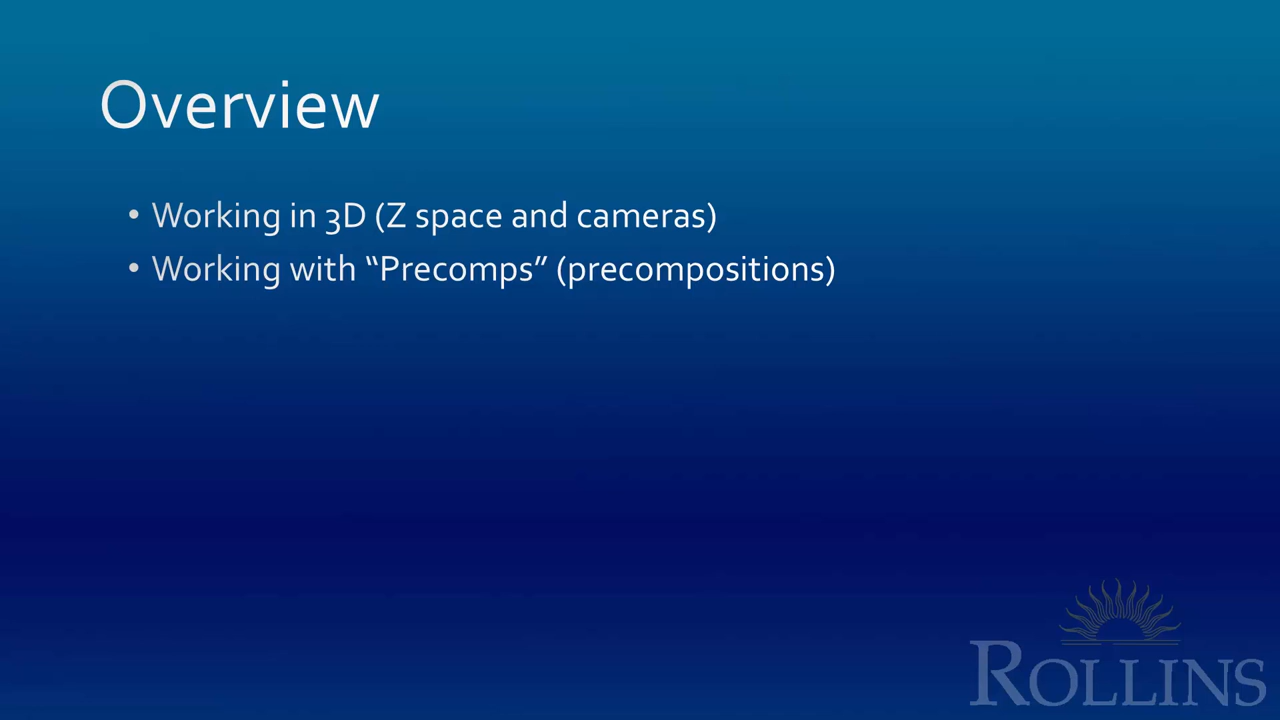 Overview
• Working in 3D (Z space and cameras)
• Working with “Precomps” (precompositions)
ROLLINS